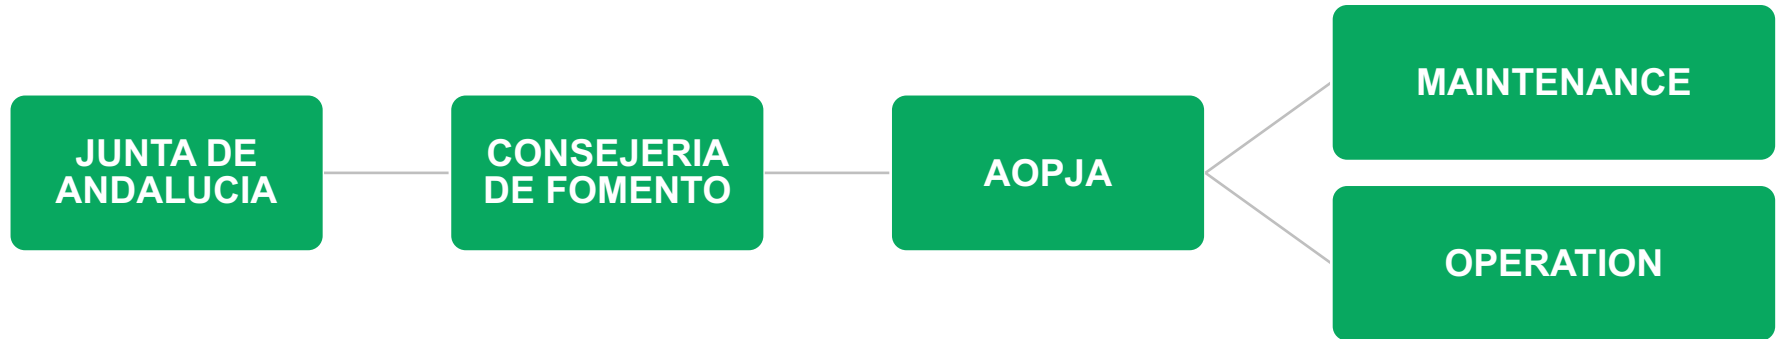 JUNTA DE
ANDALUCIA
CONSEJERIA
DE FOMENTO
AOPJA
MAINTENANCE
OPERATION